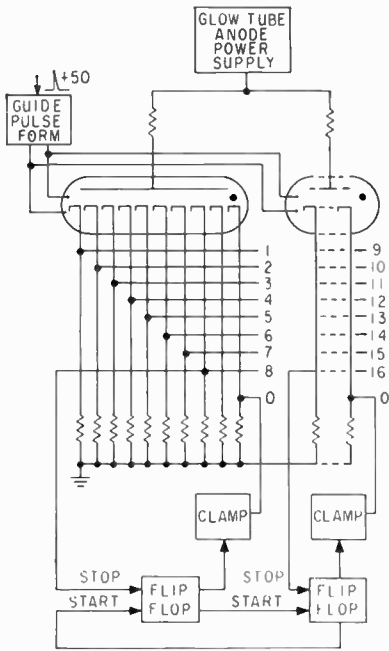 GLOW TUBE
ANODE
POWER
SUPPLY
+50
GUIDE
PULSE
FORM
1
2
3
4
5
6
7
8
0
9
10
11
12
13
14
15
16
0
CLAMP
CLAMP
STOP
FLIP
FLOP
START
STOP
FLIP
FLOP
START